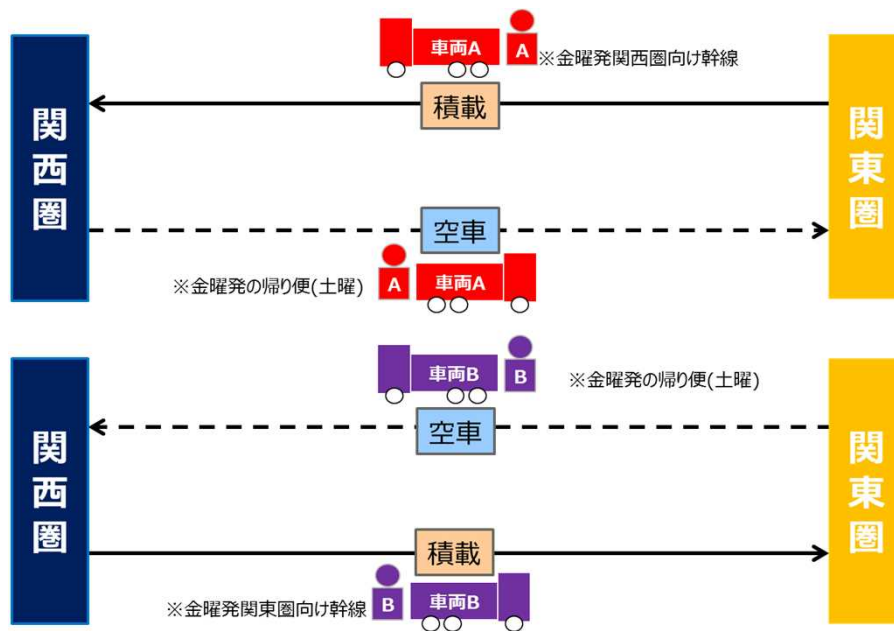 車両A
A
※金曜発関西圏向け幹線
積載
関西圏
関東圏
空車
※金曜発の帰り便(土曜)
A
車両A
車両B
B
※金曜発の帰り便(土曜)
空車
関西圏
関東圏
積載
※金曜発関東圏向け幹線
B
車両B